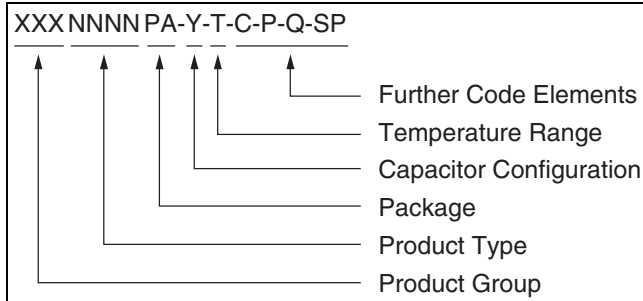 XXX NNNN PA-Y-T-C-P-Q-SP
Further Code Elements
Temperature Range
Capacitor Configuration
Package
Product Type
Product Group